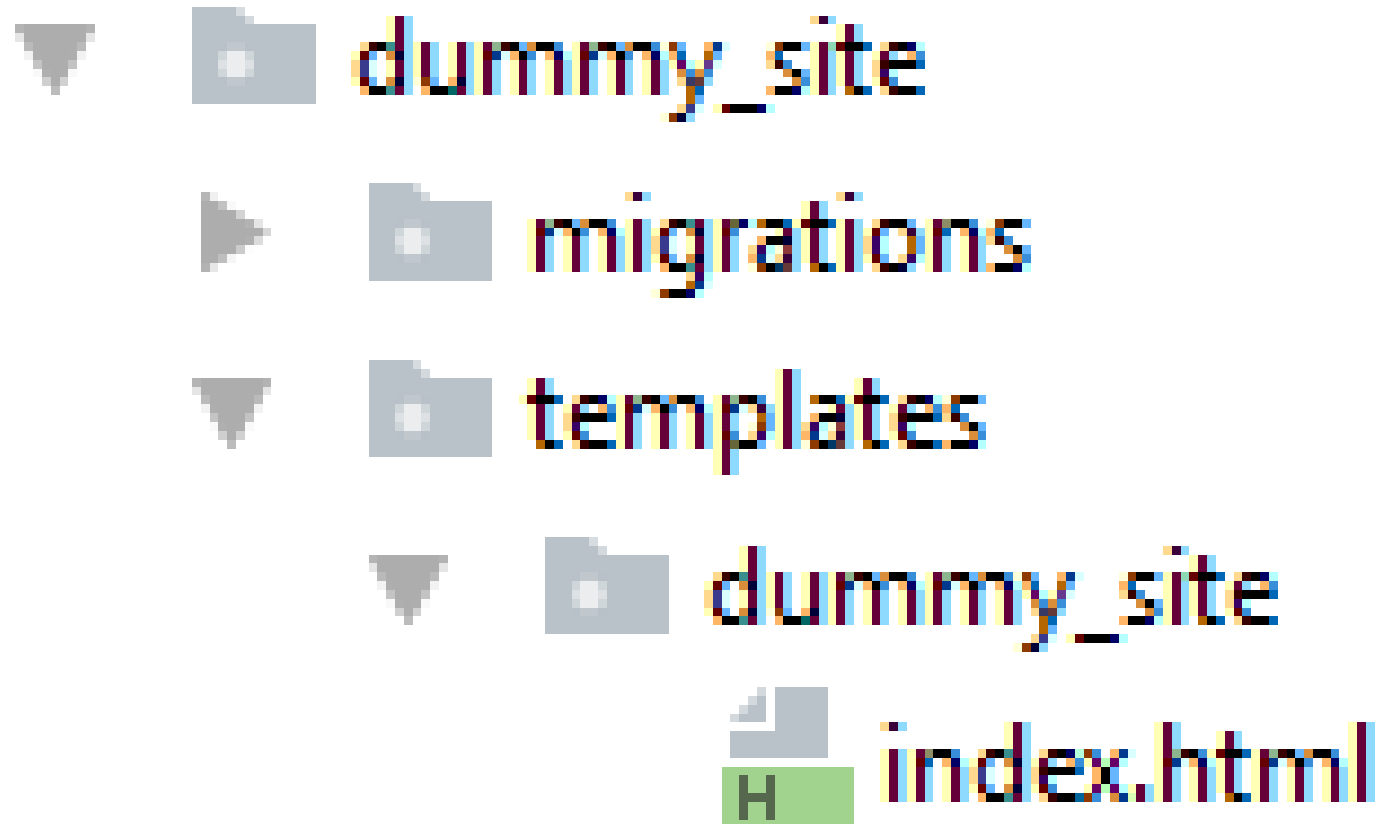 dummy_site
migrations
templates
dummy_site
index.html
H